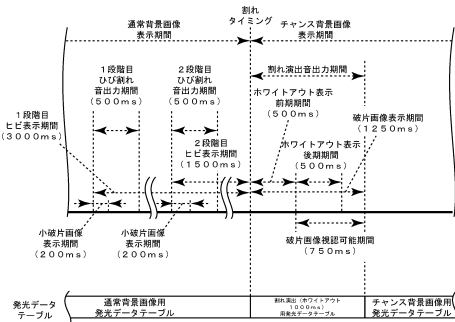 割れ
タイミング
通常背景画像
表示期間
チャンス背景画像
表示期間
割れ演出音出力期間
1段階目
ひび割れ
音出力期間
(500ms)
2段階目
ひび割れ
音出力期間
(500ms)
ホワイトアウト表示
前期期間
(500ms)
破片画像表示期間
(1250ms)
1段階目
ヒビ表示期間
(3000ms)
2段階目
ヒビ表示期間
(1500ms)
ホワイトアウト表示
後期期間
(500ms)
小破片画像
表示期間
(200ms)
小破片画像
表示期間
(200ms)
破片画像視認可能期間
(750ms)
発光データ
テーブル
通常背景画像用
発光データテーブル
割れ演出(ホワイトアウト
1000ms)
用発光データテーブル
チャンス背景画像用
発光データテーブル